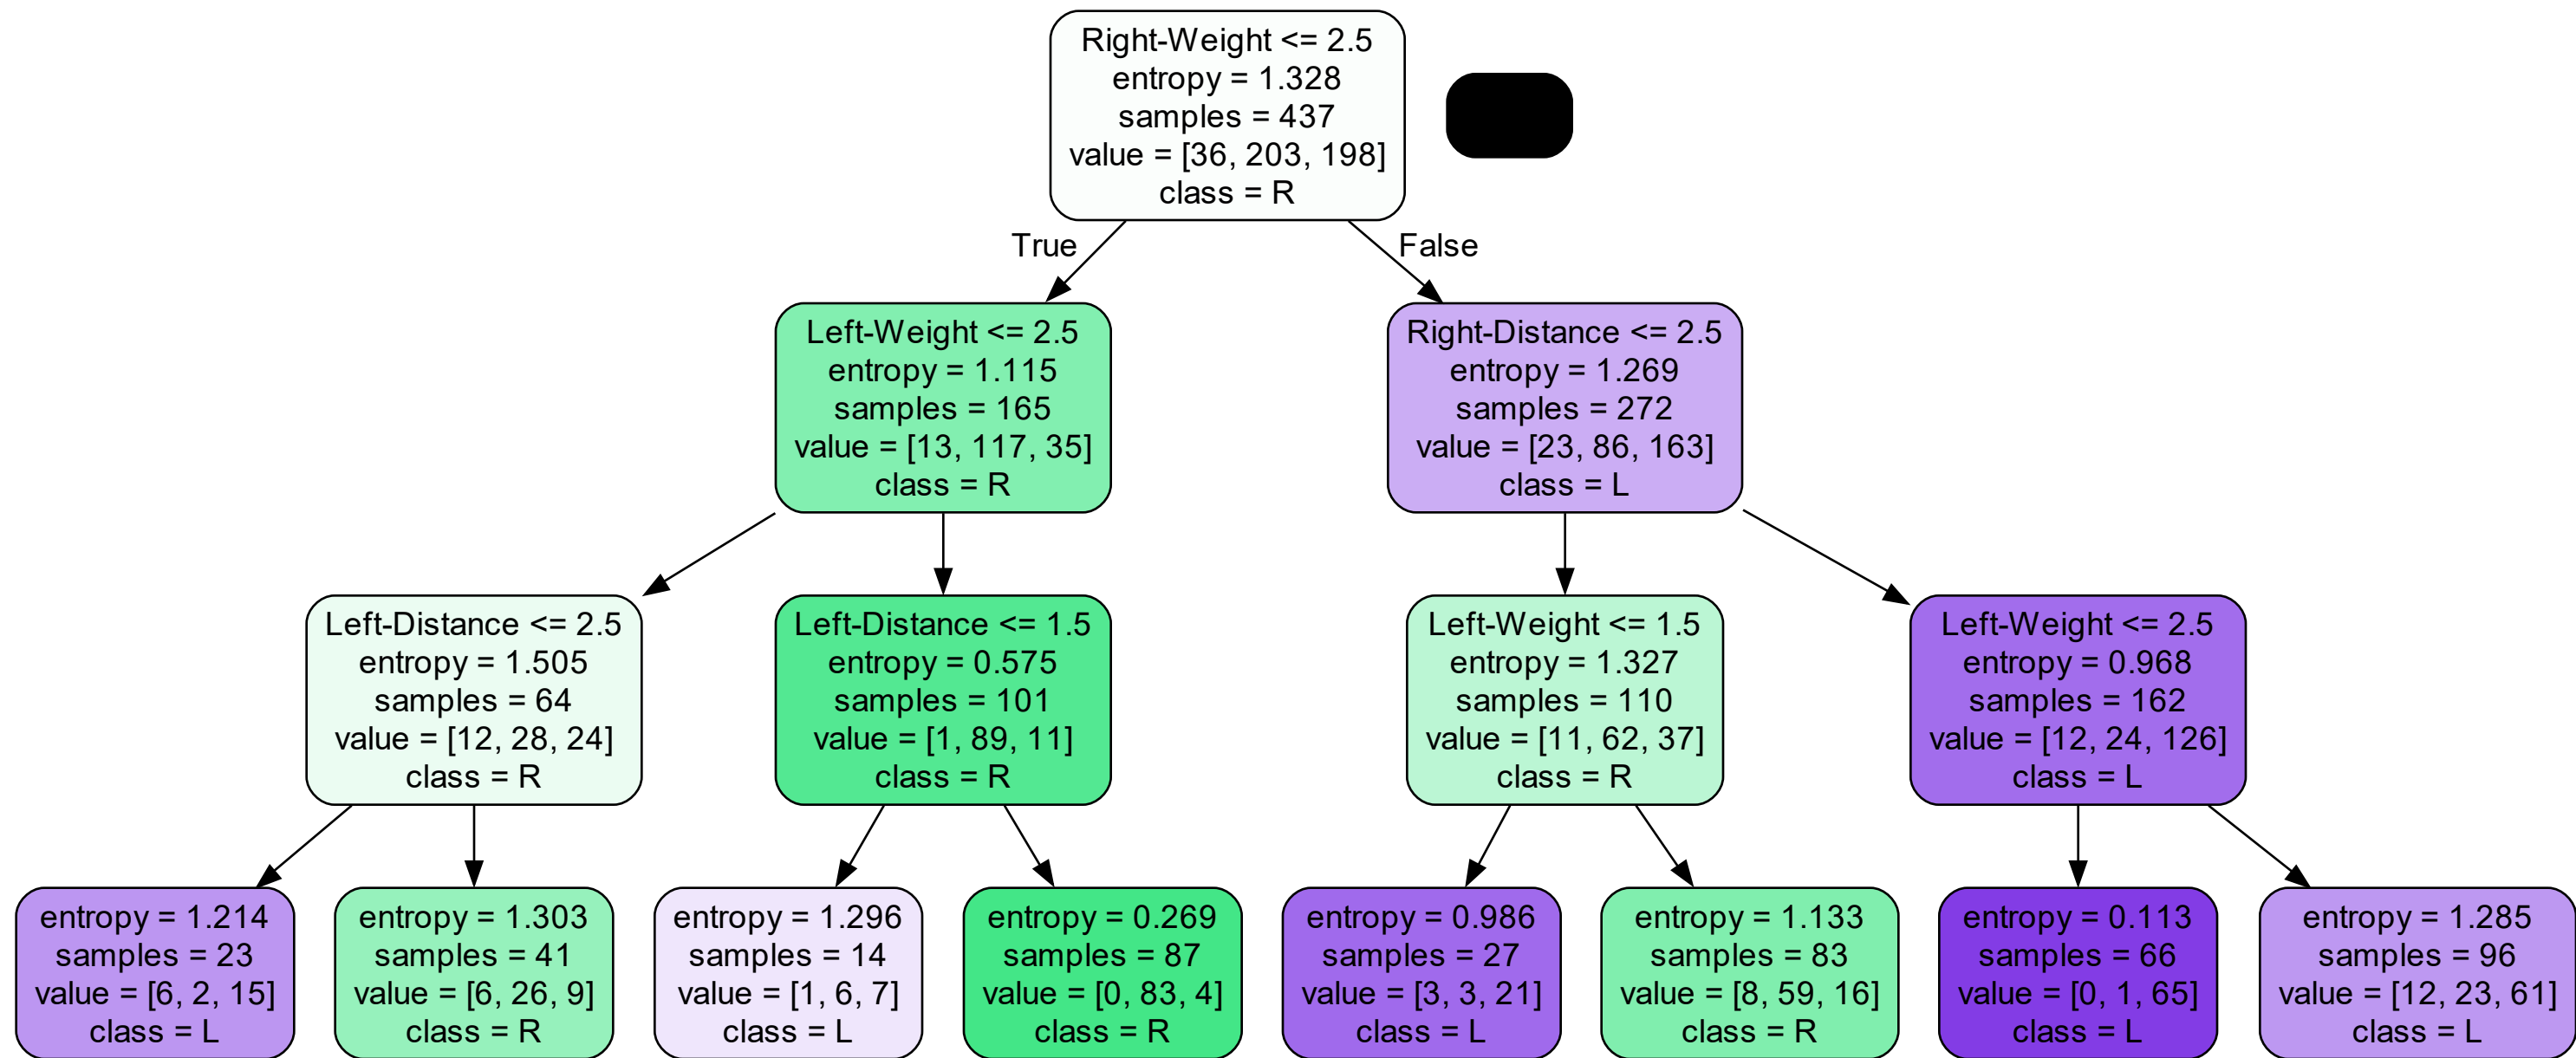 Right-Weight <= 2.5
entropy = 1.328
samples = 437
value = [36, 203, 198]
class = R
True
False
Left-Weight <= 2.5
entropy = 1.115
samples = 165
value = [13, 117, 35]
class = R
Right-Distance <= 2.5
entropy = 1.269
samples = 272
value = [23, 86, 163]
class = L
Left-Distance <= 2.5
entropy = 1.505
samples = 64
value = [12, 28, 24]
class = R
Left-Distance <= 1.5
entropy = 0.575
samples = 101
value = [1, 89, 11]
class = R
Left-Weight <= 1.5
entropy = 1.327
samples = 110
value = [11, 62, 37]
class = R
Left-Weight <= 2.5
entropy = 0.968
samples = 162
value = [12, 24, 126]
class = L
entropy = 1.214
samples = 23
value = [6, 2, 15]
class = L
entropy = 1.303
samples = 41
value = [6, 26, 9]
class = R
entropy = 1.296
samples = 14
value = [1, 6, 7]
class = L
entropy = 0.269
samples = 87
value = [0, 83, 4]
class = R
entropy = 0.986
samples = 27
value = [3, 3, 21]
class = L
entropy = 1.133
samples = 83
value = [8, 59, 16]
class = R
entropy = 0.113
samples = 66
value = [0, 1, 65]
class = L
entropy = 1.285
samples = 96
value = [12, 23, 61]
class = L